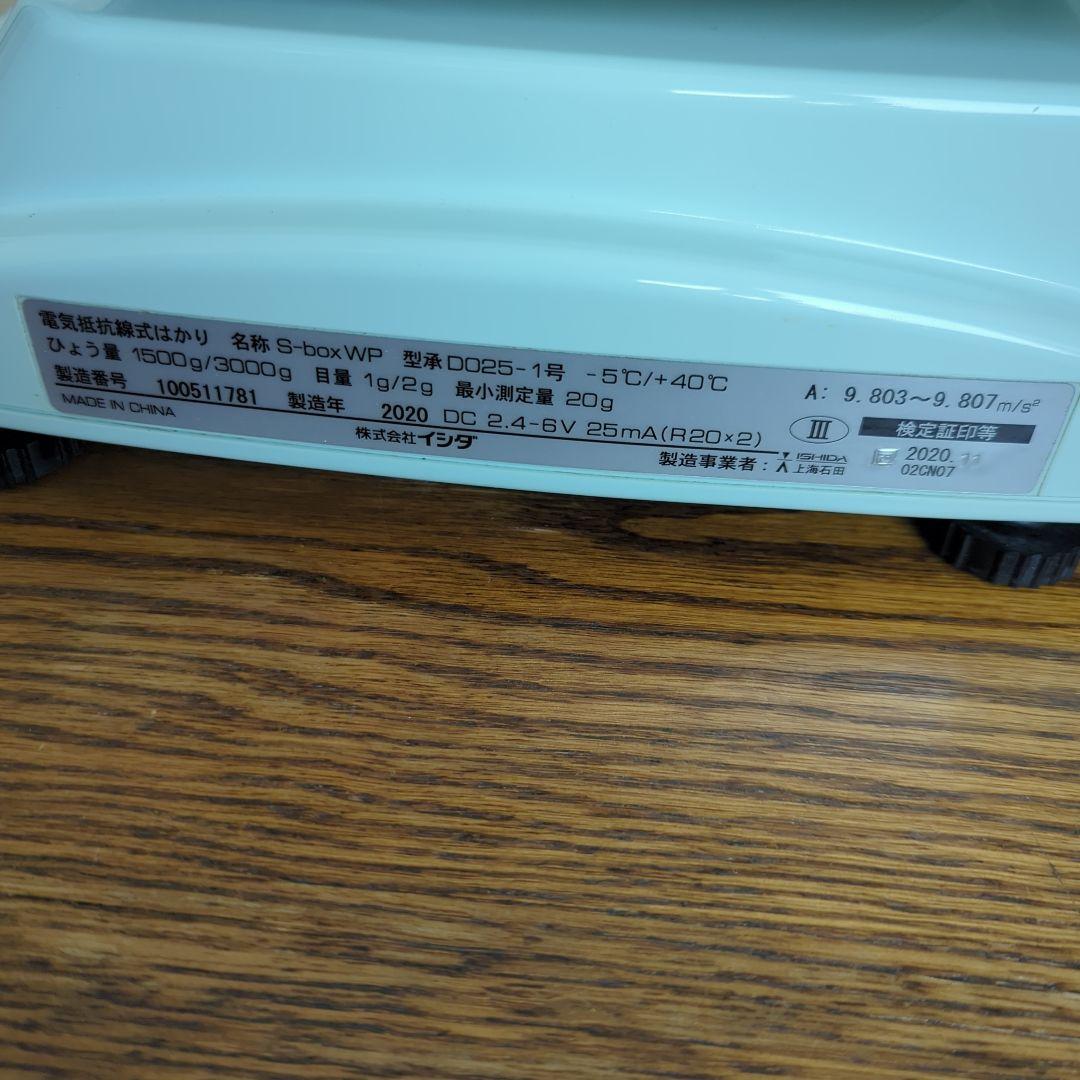 電気抵抗線式はかり 名称 S-box WP 型承 D025-1号 -5℃/+40℃ A: 9.803～9.807m/s²
ひょう量 1500g/3000g 目量 1g/2g 最小測定量 20g
製造番号 100511781 製造年 2020 DC 2.4-6V 25mA(R20×2) III 検定証印等
MADE IN CHINA 株式会社イシダ 製造事業者: ISHIDA 上海石田 2020.
02CN07